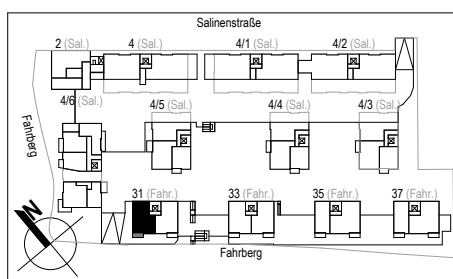 Salinenstraße
2 (Sal.) 4 (Sal.) 4/1 (Sal.) 4/2 (Sal.)
4/6 (Sal.) 4/5 (Sal.) 4/4 (Sal.) 4/3 (Sal.)
Fahrberg
31 (Fahr.) 33 (Fahr.) 35 (Fahr.) 37 (Fahr.)
N
Fahrberg